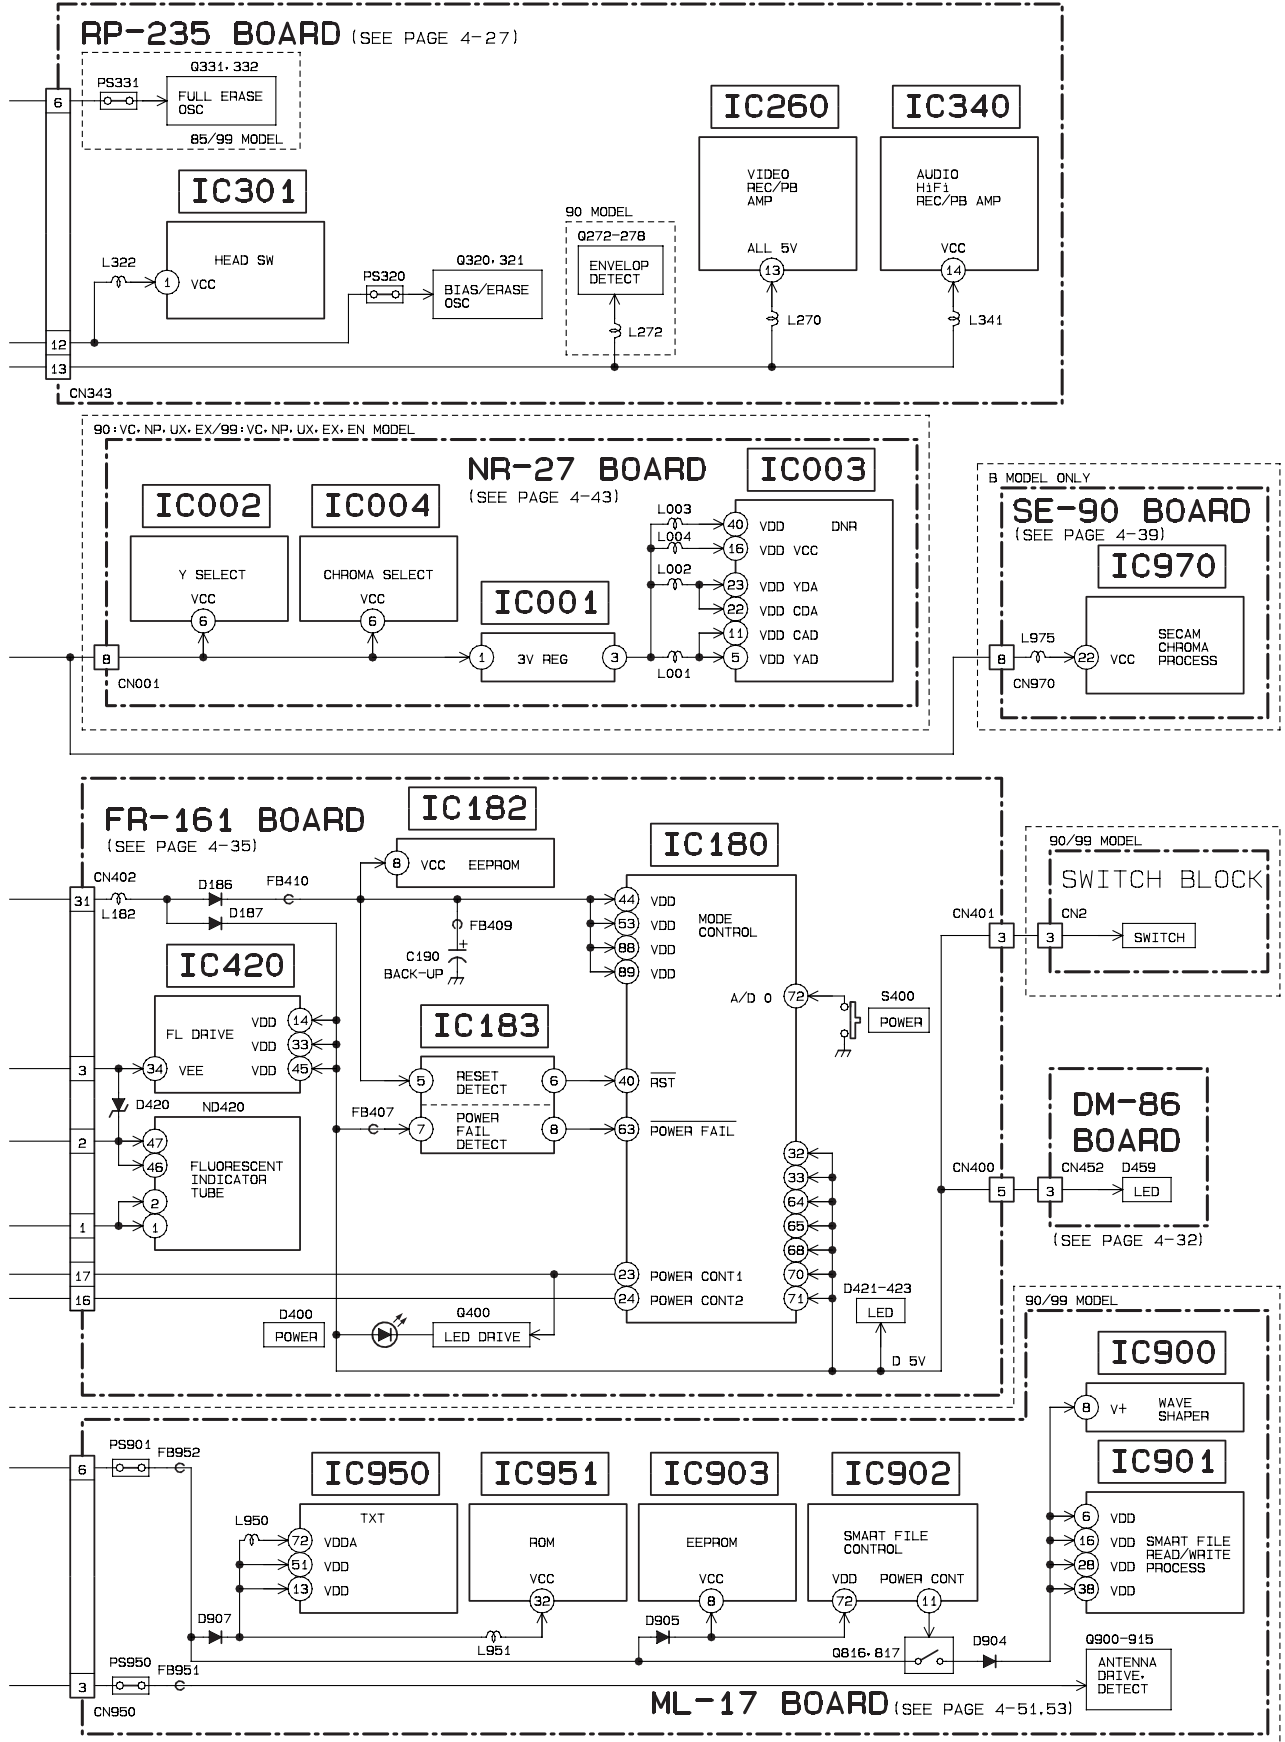 RP-235 BOARD (SEE PAGE 4-27)
Q331, 332
PS331
6
FULL ERASE
OSC
85/99 MODEL
IC260
IC340
VIDEO
REC/PB
AMP
ALL 5V
13
AUDIO
HiFi
REC/PB AMP
VCC
14
IC301
HEAD SW
L322
1
VCC
PS320
Q320, 321
BIAS/ERASE
OSC
90 MODEL
Q272-278
ENVELOP
DETECT
L272
L270
L341
12
13
CN343
90:VC, NP, UX, EX/99:VC, NP, UX, EX, EN MODEL
NR-27 BOARD
(SEE PAGE 4-43)
IC003
IC002
IC004
Y SELECT
VCC
6
CHROMA SELECT
VCC
6
IC001
1
3V REG
3
8
CN001
L003
L004
L002
L001
DNR
40 VDD
16 VDD VCC
23 VDD YDA
22 VDD CDA
11 VDD CAD
5 VDD YAD
B MODEL ONLY
SE-90 BOARD
(SEE PAGE 4-39)
IC970
L975
8
CN970
22
VCC
SECAM
CHROMA
PROCESS
FR-161 BOARD
(SEE PAGE 4-35)
IC182
8
VCC
EEPROM
IC180
CN402
31
L182
D186
D187
FB410
FB409
C190
+
BACK-UP
44 VDD
53 VDD
88 VDD
89 VDD
MODE
CONTROL
A/D 0
72
S400
POWER
IC420
FL DRIVE
VDD 14
VDD 33
VDD 45
3
34
VEE
IC183
5
RESET
DETECT
6
40
RST
FB407
7
POWER
FAIL
DETECT
8
63
POWER FAIL
D420
ND420
2
47
46
2
1
FLUORESCENT
INDICATOR
TUBE
1
32
33
64
65
68
70
71
17
16
23 POWER CONT1
24 POWER CONT2
D400
POWER
Q400
LED DRIVE
D421-423
LED
D 5V
CN401
3
90/99 MODEL
SWITCH BLOCK
CN2
3
SWITCH
DM-86
BOARD
CN400
5
CN452
3
D459
LED
(SEE PAGE 4-32)
90/99 MODEL
IC900
8
V+
WAVE
SHAPER
IC901
6 VDD
16 VDD
28 VDD
38 VDD
SMART FILE
READ/WRITE
PROCESS
PS901
FB952
6
IC950
TXT
L950
72 VDDA
51 VDD
13 VDD
IC951
ROM
VCC
32
IC903
EEPROM
VCC
8
IC902
SMART FILE
CONTROL
VDD
72
POWER CONT
11
D907
L951
D905
Q816, 817
D904
Q900-915
ANTENNA
DRIVE,
DETECT
PS950
FB951
3
CN950
ML-17 BOARD (SEE PAGE 4-51,53)